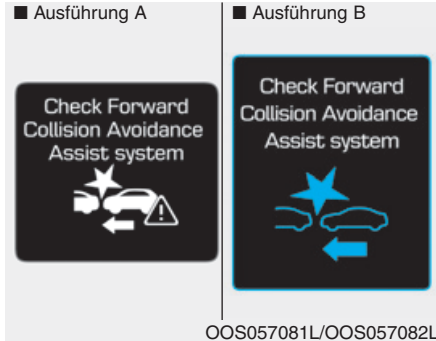 ■ Ausführung A
■ Ausführung B
Check Forward
Collision Avoidance
Assist system
Check Forward
Collision Avoidance
Assist system
OOS057081L/OOS057082L